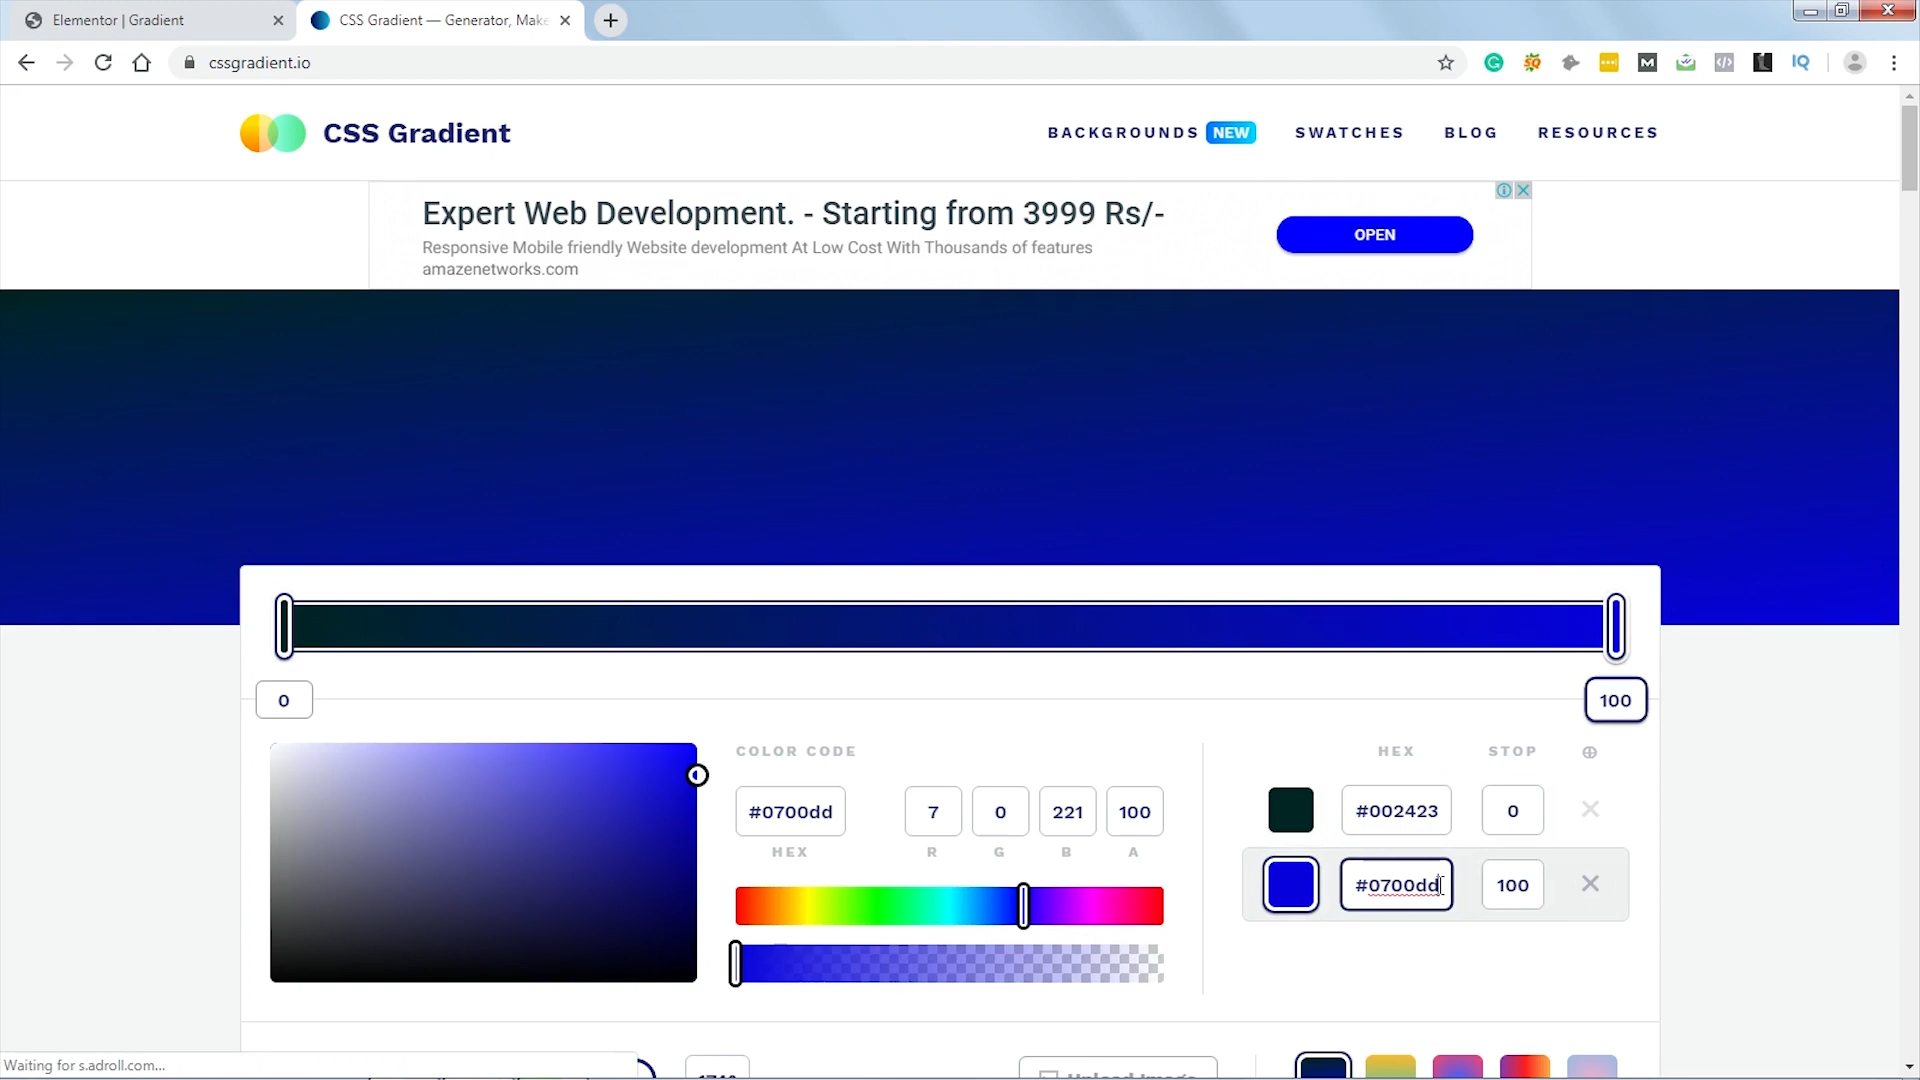 Elementor | Gradient
CSS Gradient — Generator, Make
cssgradient.io
IQ
CSS Gradient
BACKGROUNDS NEW SWATCHES BLOG RESOURCES
Expert Web Development. - Starting from 3999 Rs/-
Responsive Mobile friendly Website development At Low Cost With Thousands of features
amazenetworks.com
OPEN
0
100
COLOR CODE
#0700dd 7 0 221 100
HEX R G B A
HEX STOP
#002423 0
#0700dd 100
Waiting for s.adroll.com...